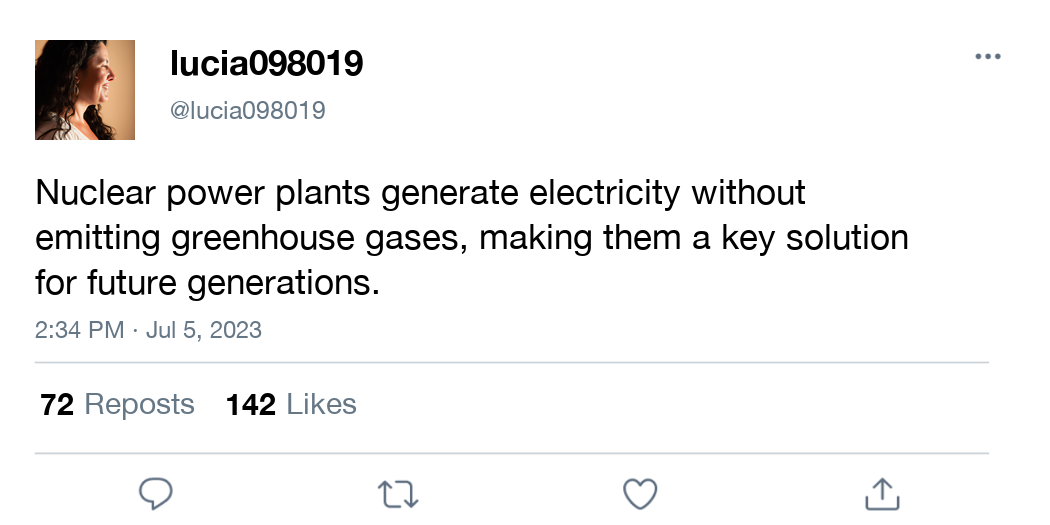 lucia098019
@lucia098019
Nuclear power plants generate electricity without
emitting greenhouse gases, making them a key solution
for future generations.
2:34 PM · Jul 5, 2023
72 Reposts 142 Likes